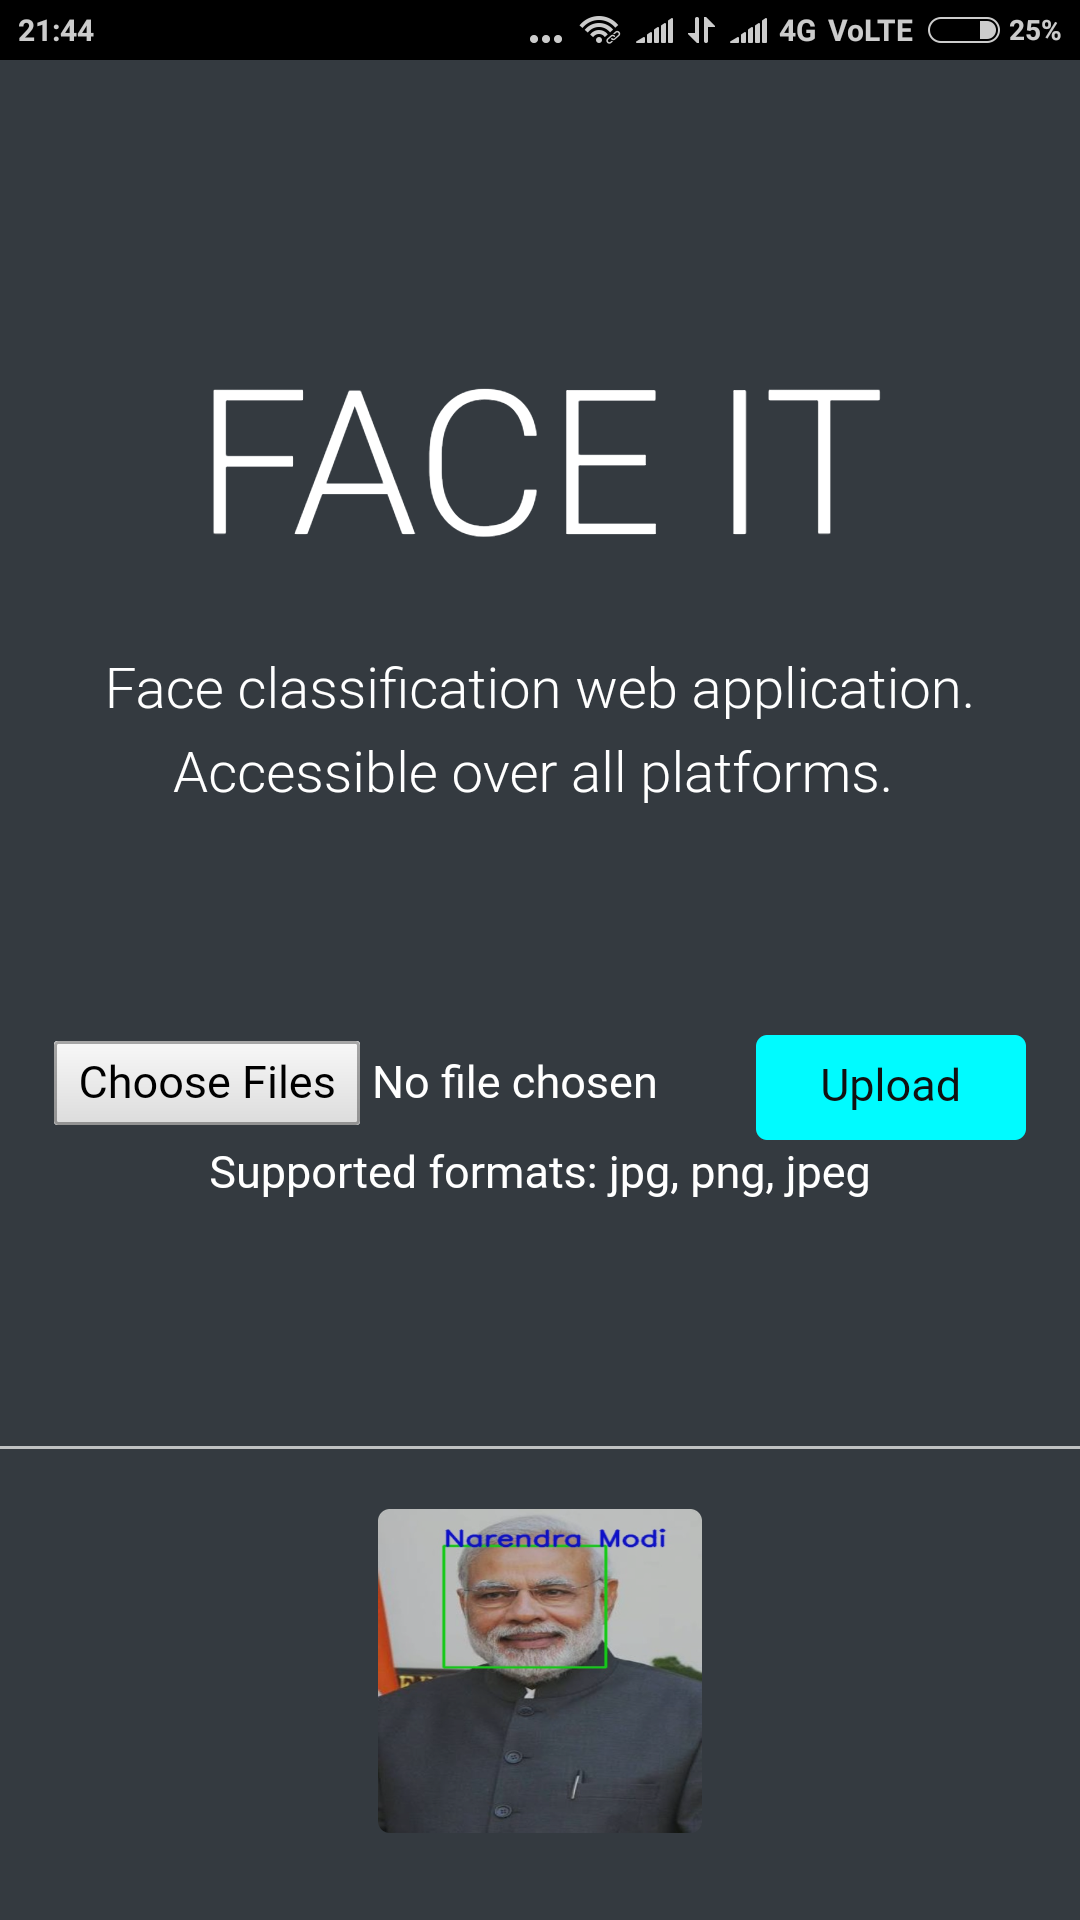 21:44 ... 4G VoLTE 25%
FACE IT
Face classification web application.
Accessible over all platforms.
Choose Files No file chosen Upload
Supported formats: jpg, png, jpeg
Narendra Modi